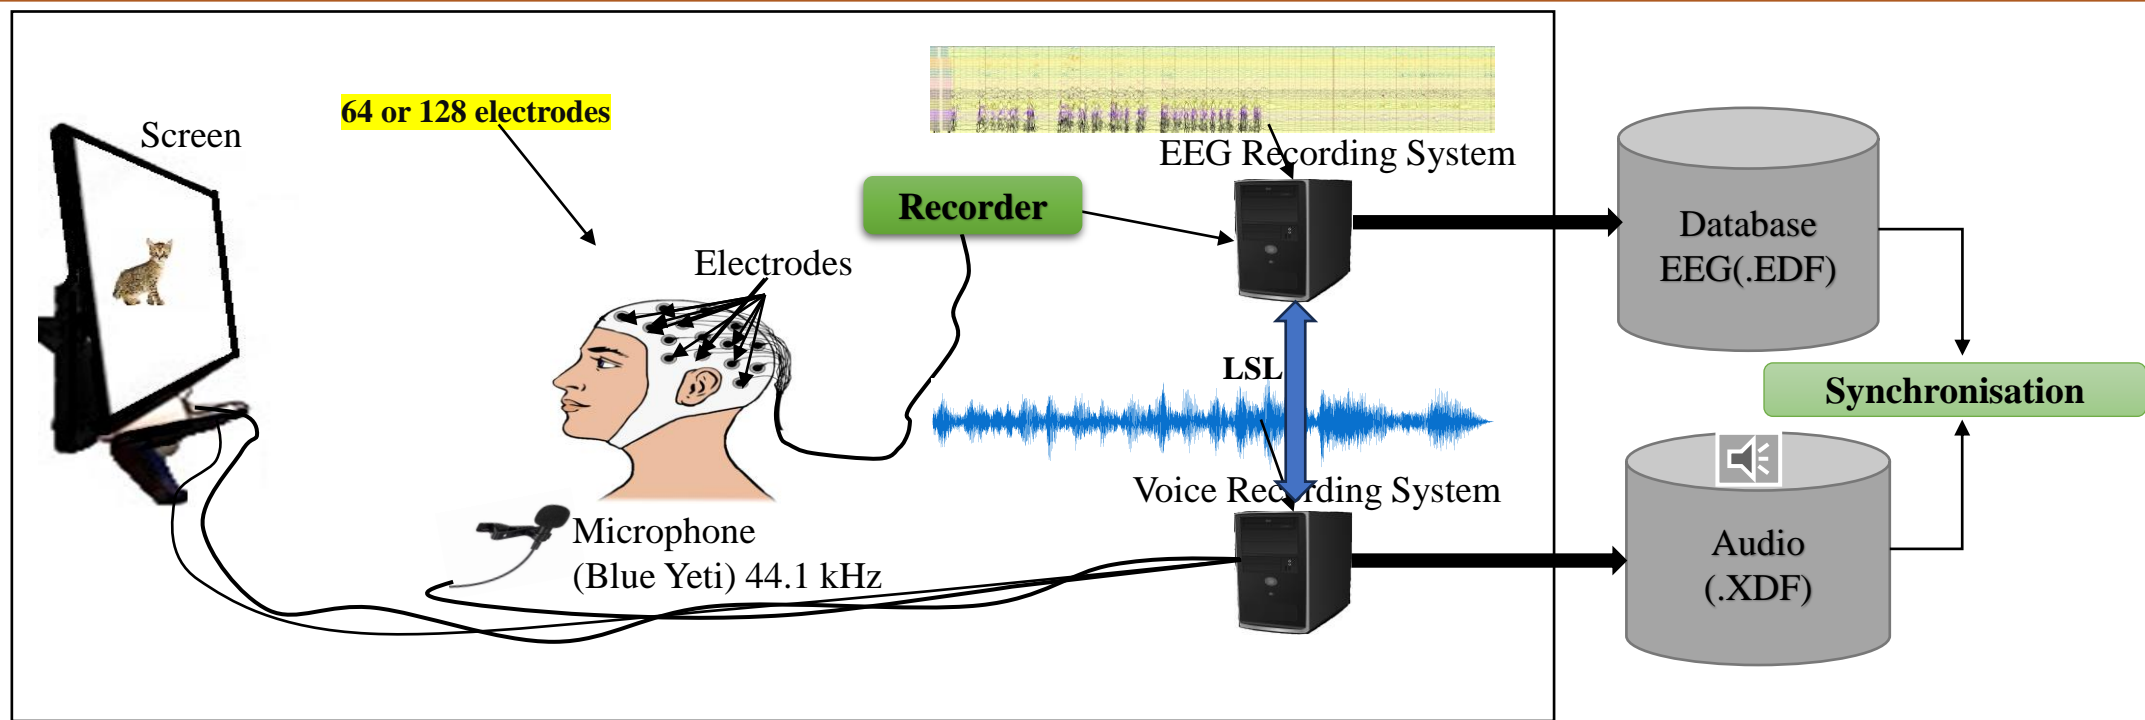 64 or 128 electrodes
Screen
EEG Recording System
Recorder
Database
EEG(.EDF)
Electrodes
LSL
Synchronisation
Voice Recording System
Microphone
(Blue Yeti) 44.1 kHz
Audio
(.XDF)